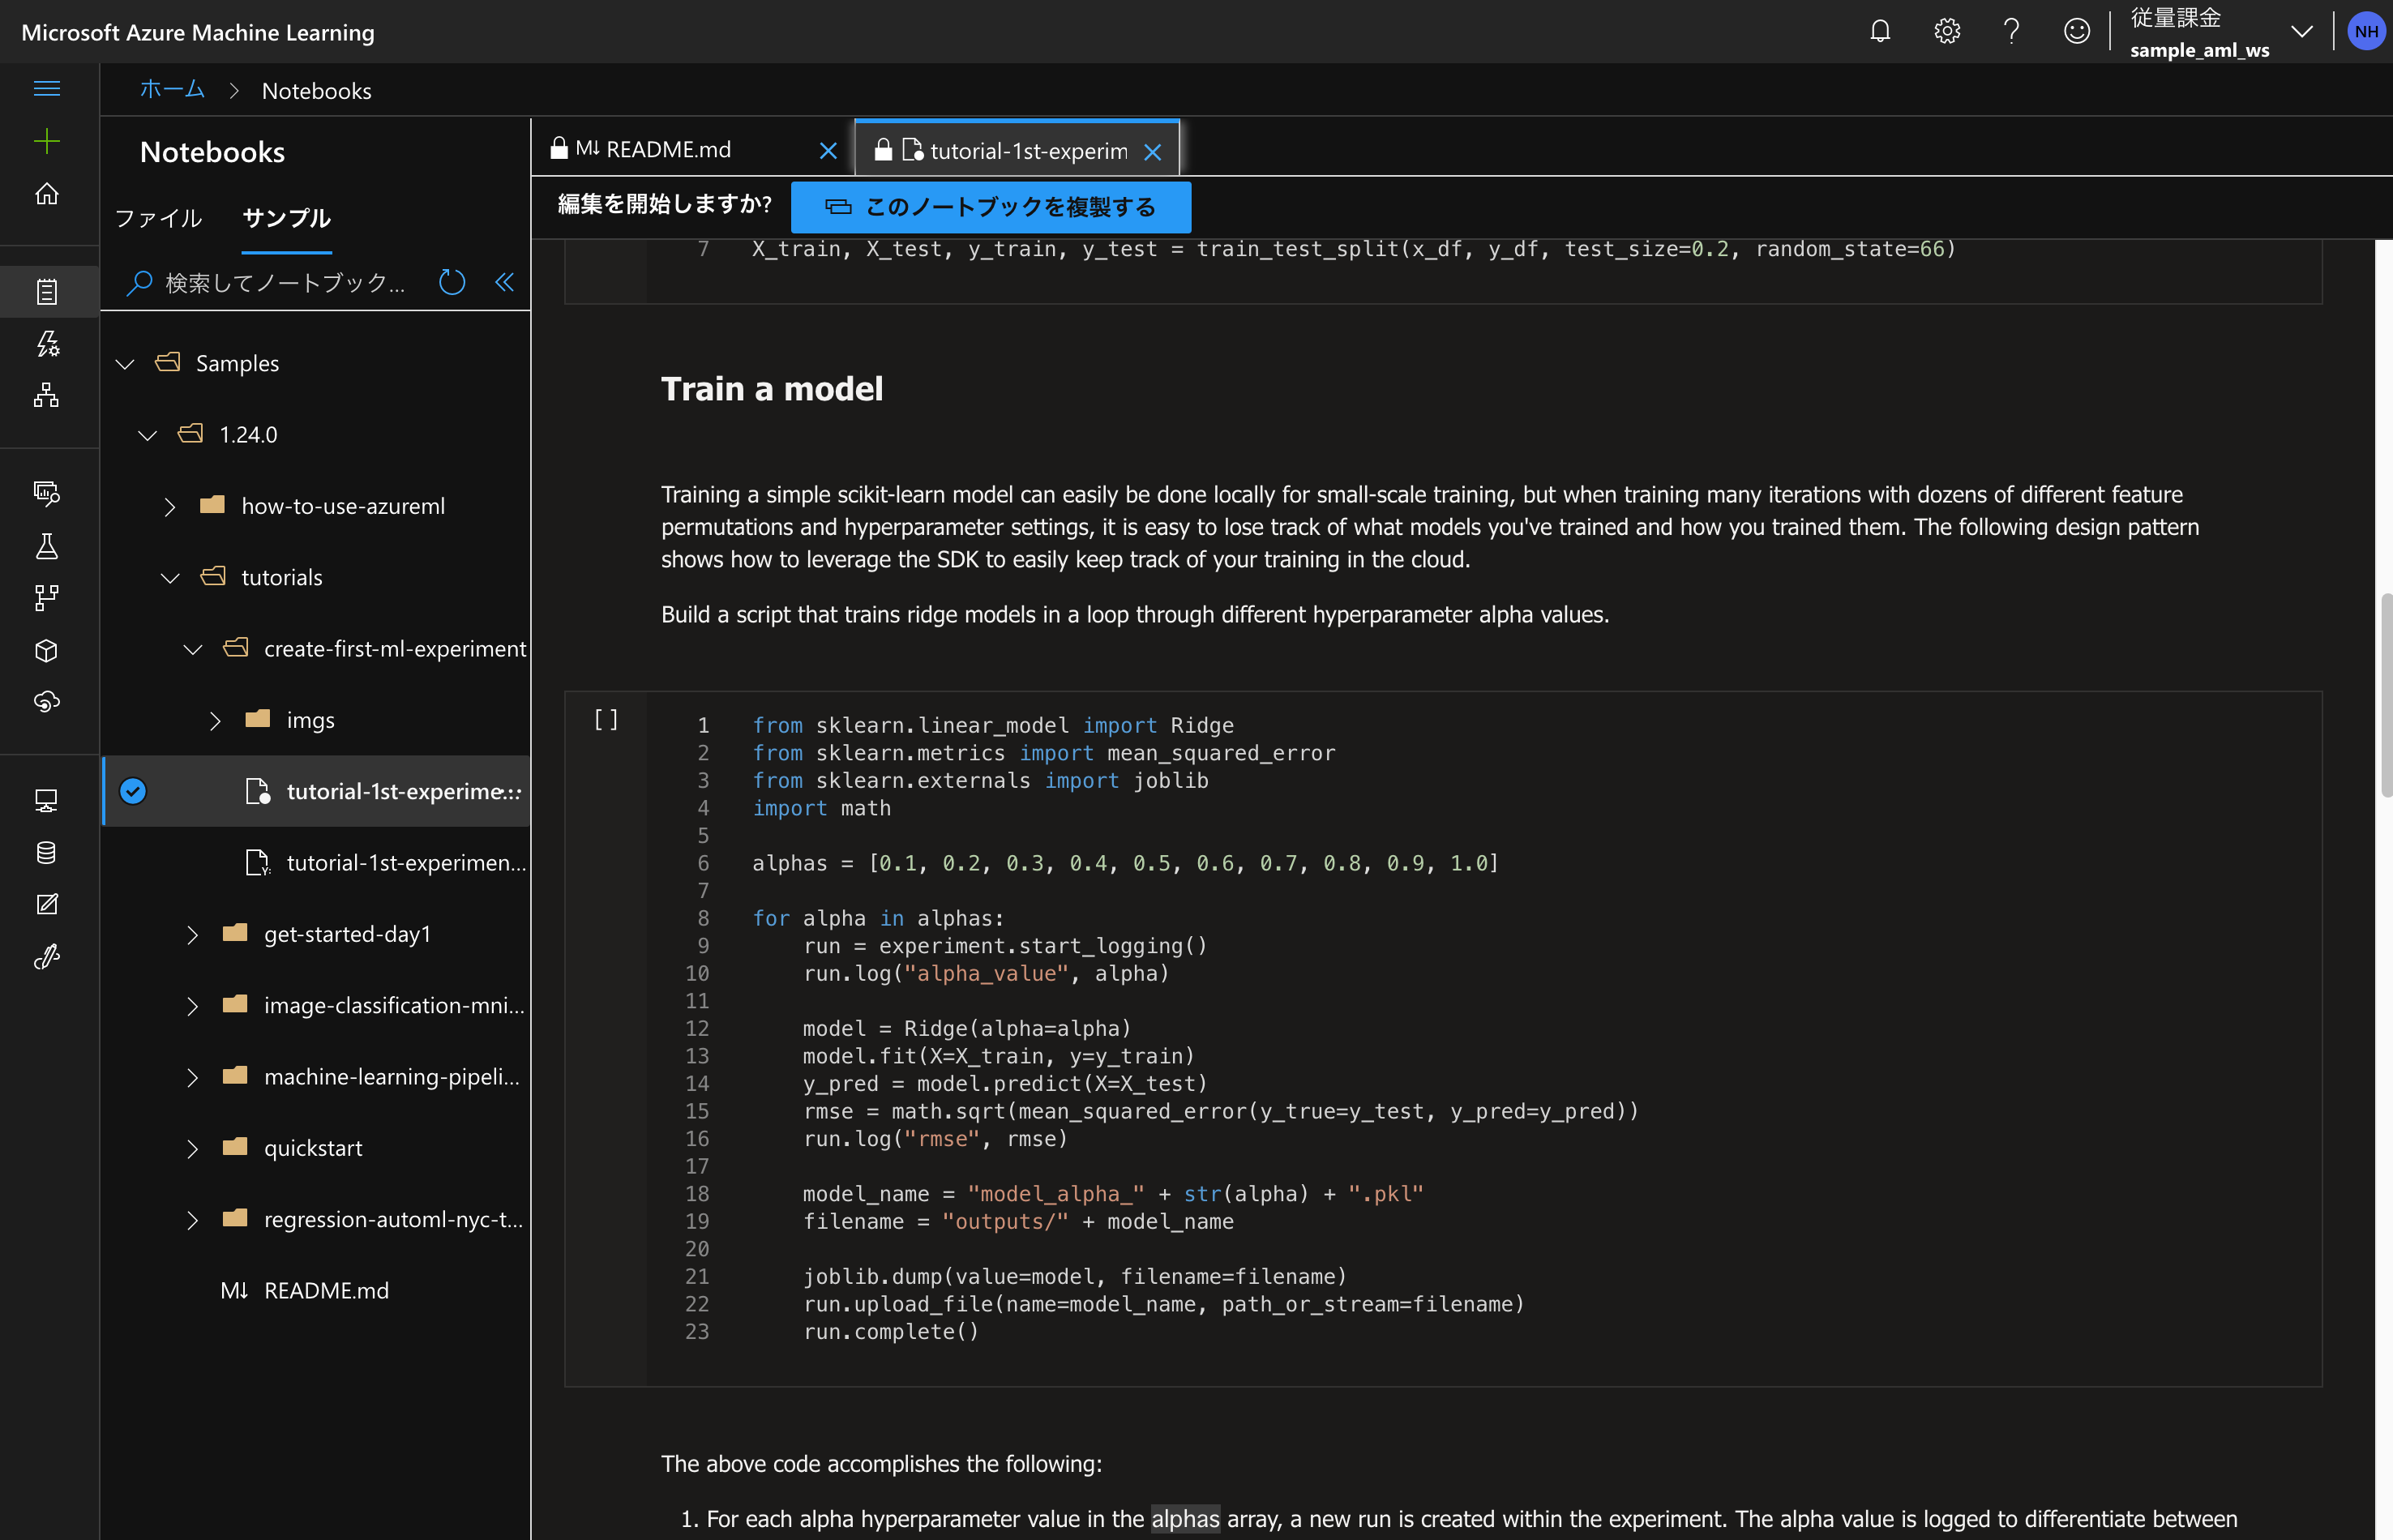 Microsoft Azure Machine Learning
従量課金
sample_aml_ws
NH
ホーム > Notebooks
Notebooks
ファイル サンプル
検索してノートブック...
Samples
1.24.0
how-to-use-azureml
tutorials
create-first-ml-experiment
imgs
tutorial-1st-experime...
tutorial-1st-experimen...
get-started-day1
image-classification-mni...
machine-learning-pipeli...
quickstart
regression-automl-nyc-t...
M↓ README.md
M↓ README.md
tutorial-1st-experim
編集を開始しますか? このノートブックを複製する
7 X_train, X_test, y_train, y_test = train_test_split(x_df, y_df, test_size=0.2, random_state=66)
Train a model
Training a simple scikit-learn model can easily be done locally for small-scale training, but when training many iterations with dozens of different feature
permutations and hyperparameter settings, it is easy to lose track of what models you've trained and how you trained them. The following design pattern
shows how to leverage the SDK to easily keep track of your training in the cloud.
Build a script that trains ridge models in a loop through different hyperparameter alpha values.
[ ]
1 from sklearn.linear_model import Ridge
2 from sklearn.metrics import mean_squared_error
3 from sklearn.externals import joblib
4 import math
5
6 alphas = [0.1, 0.2, 0.3, 0.4, 0.5, 0.6, 0.7, 0.8, 0.9, 1.0]
7
8 for alpha in alphas:
9     run = experiment.start_logging()
10     run.log("alpha_value", alpha)
11
12     model = Ridge(alpha=alpha)
13     model.fit(X=X_train, y=y_train)
14     y_pred = model.predict(X=X_test)
15     rmse = math.sqrt(mean_squared_error(y_true=y_test, y_pred=y_pred))
16     run.log("rmse", rmse)
17
18     model_name = "model_alpha_" + str(alpha) + ".pkl"
19     filename = "outputs/" + model_name
20
21     joblib.dump(value=model, filename=filename)
22     run.upload_file(name=model_name, path_or_stream=filename)
23     run.complete()
The above code accomplishes the following:
1. For each alpha hyperparameter value in the alphas array, a new run is created within the experiment. The alpha value is logged to differentiate between